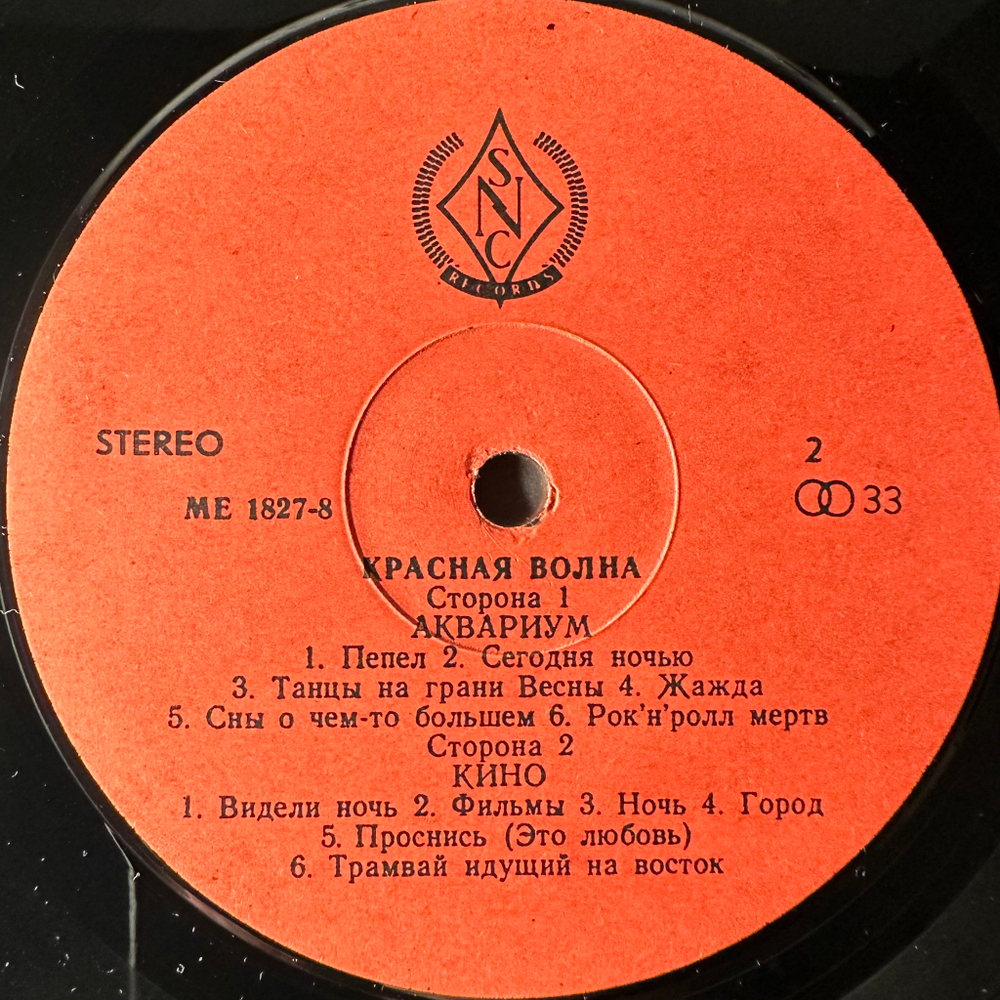 SNC
RECORDS
STEREO
2
33
ME 1827-8
КРАСНАЯ ВОЛНА
Сторона 1
АКВАРИУМ
1. Пепел 2. Сегодня ночью
3. Танцы на грани Весны 4. Жажда
5. Сны о чем-то большем 6. Рок'н'ролл мертв
Сторона 2
КИНО
1. Видели ночь 2. Фильмы 3. Ночь 4. Город
5. Проснись (Это любовь)
6. Трамвай идущий на восток